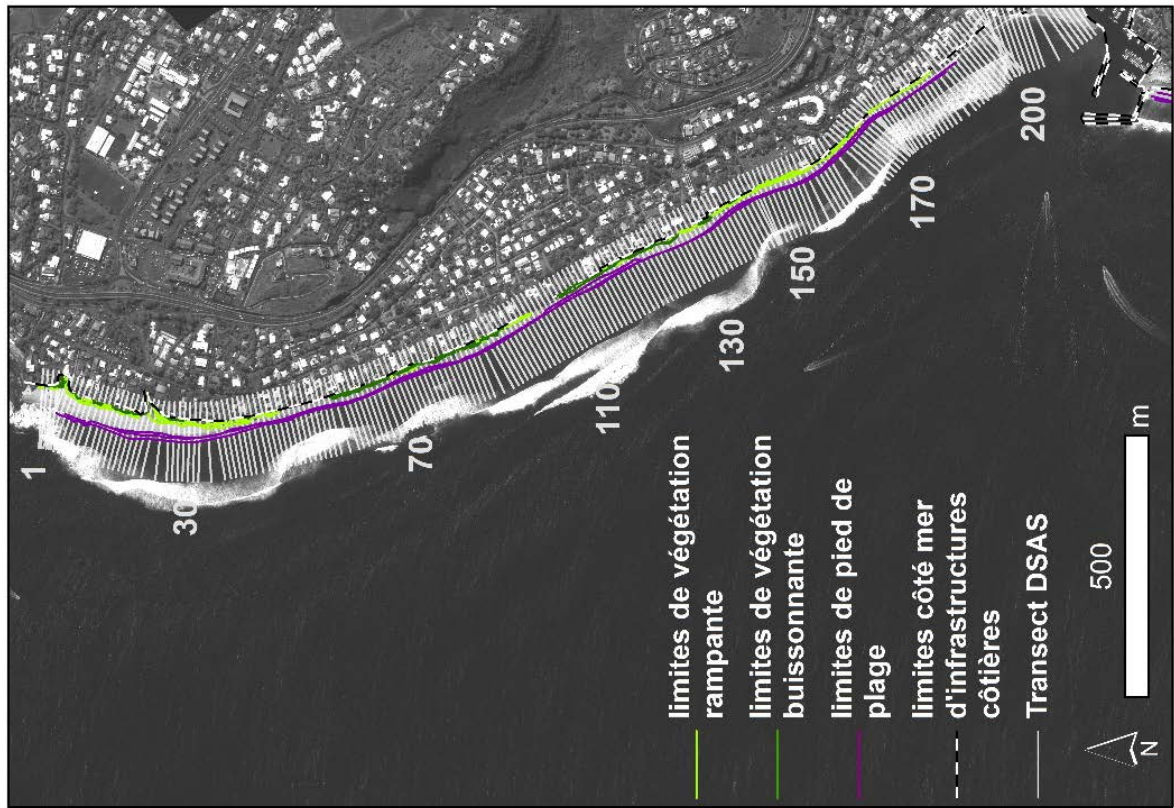 1
30
70
110
130
150
170
200
limites de végétation
rampante
limites de végétation
buissonnante
limites de pied de
plage
limites côté mer
d'infrastructures
côtières
Transect DSAS
N
500
m